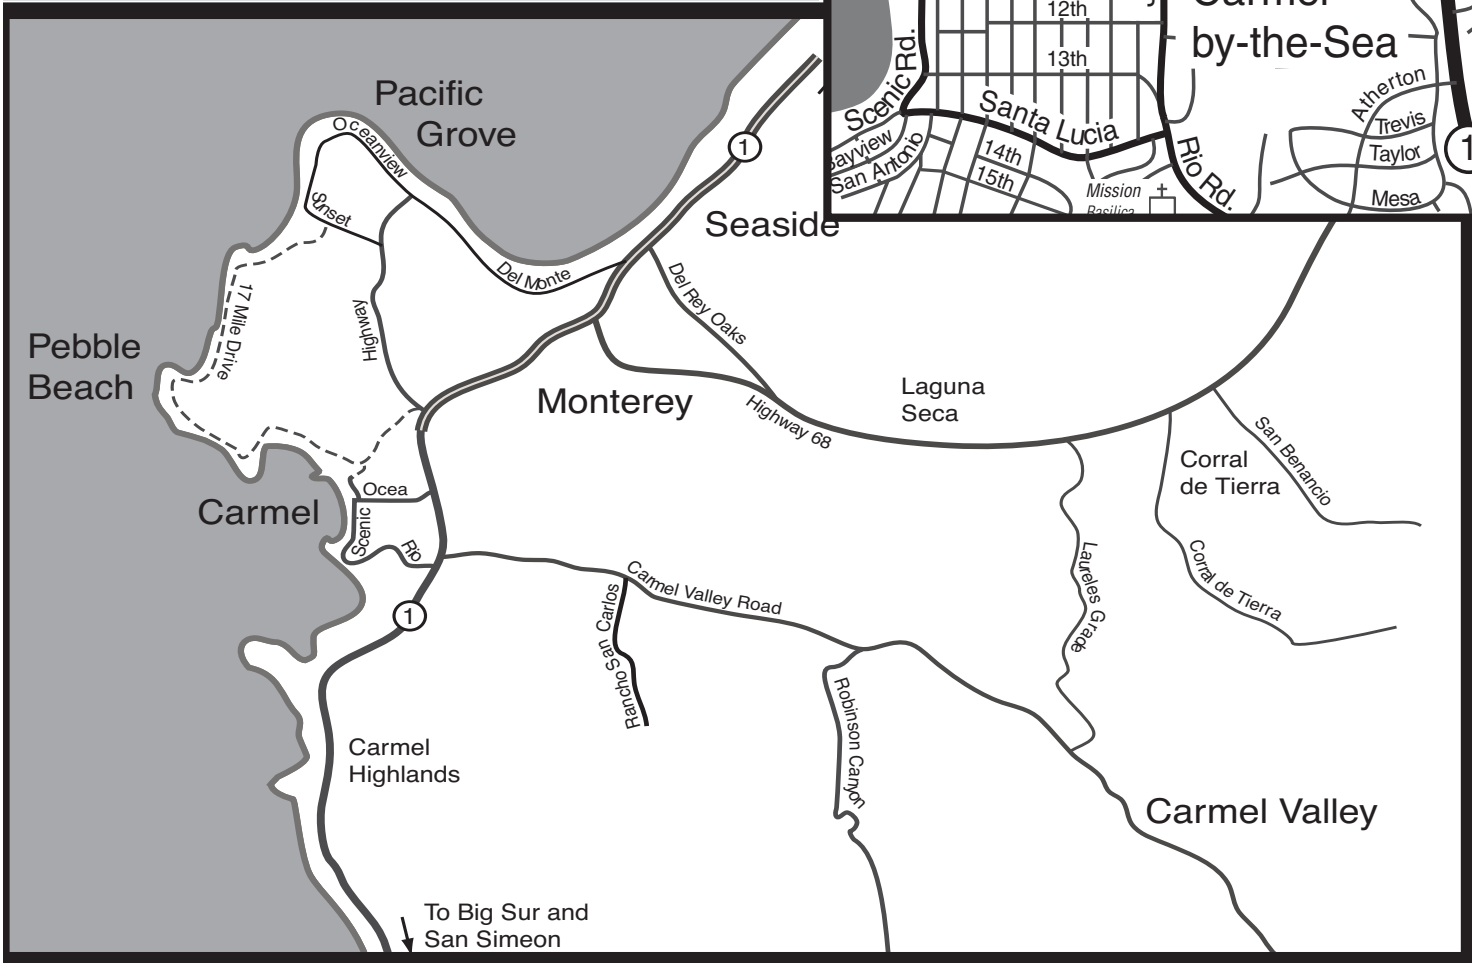 12th
by-the-Sea
13th
Scenic Rd.
Santa Lucia
San Antonio
14th
15th
Mission
Rio Rd.
Atherton
Trevis
Taylor
Mesa
1
Pacific
Grove
Oceanview
Sunset
1
Seaside
Del Monte
Del Rey Oaks
17 Mile Drive
Highway
Pebble
Beach
Monterey
Highway 68
Laguna
Seca
Corral
de Tierra
San Benancio
Carmel
Ocea
Scenic
Rio
1
Carmel Valley Road
Rancho San Carlos
Laureles Grade
Corral de Tierra
Robinson Canyon
Carmel
Highlands
Carmel Valley
To Big Sur and
San Simeon